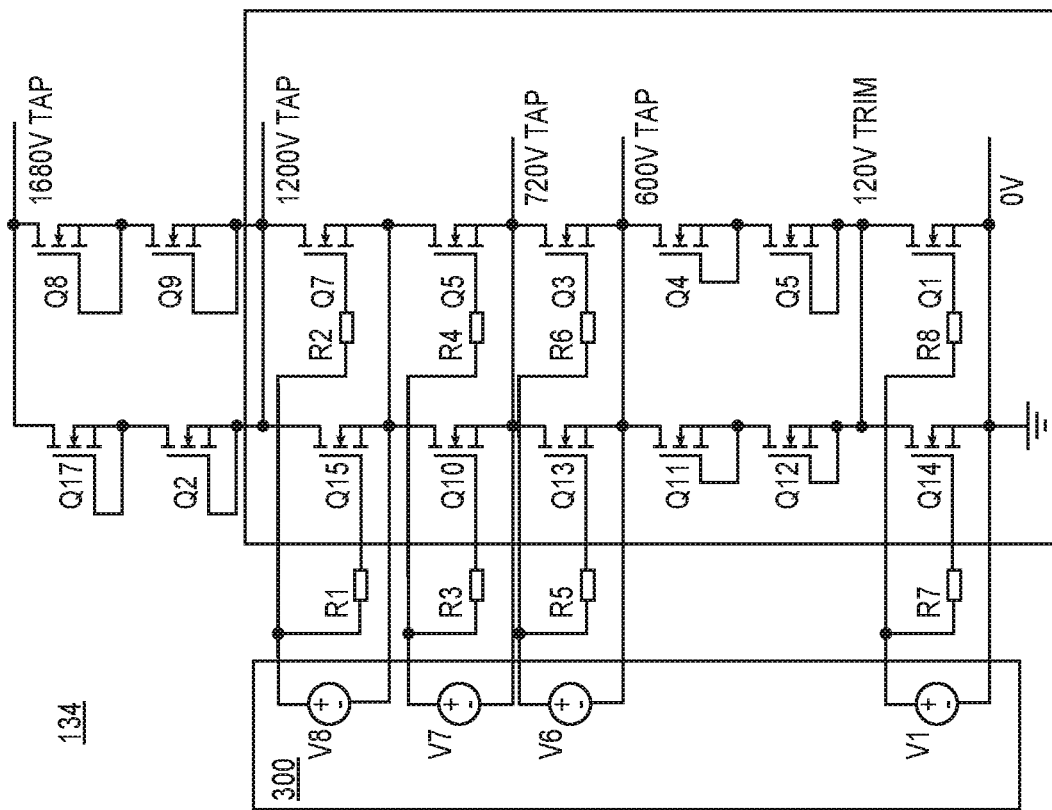 134
300
1680V TAP
Q17
Q8
Q2
Q9
1200V TAP
V8
R1
Q15
R2
Q7
V7
R3
Q10
R4
Q5
720V TAP
V6
R5
Q13
R6
Q3
600V TAP
Q11
Q4
Q12
Q5
120V TRIM
V1
R7
Q14
R8
Q1
0V
+
-
+
-
+
-
+
-